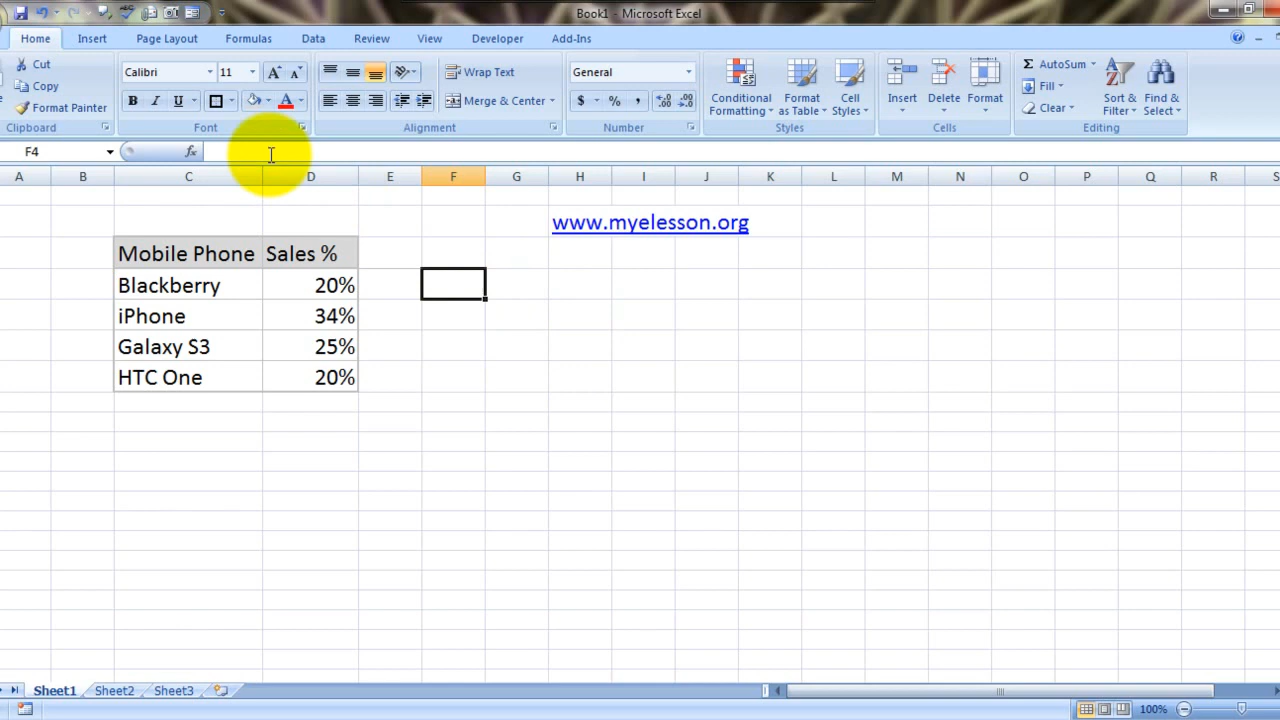 Book1 - Microsoft Excel
Home Insert Page Layout Formulas Data Review View Developer Add-Ins
Cut
Copy
Format Painter
Clipboard
Calibri 11
B I U A
Font
Wrap Text
Merge & Center
Alignment
General
$ % ,
Number
Conditional Formatting
Format as Table
Cell Styles
Styles
Insert Delete Format
Cells
Σ AutoSum
Fill
Clear
Sort & Filter
Find & Select
Editing
F4 fx
A B C D E F G H I J K L M N O P Q R S
www.myelesson.org
Mobile Phone Sales %
Blackberry 20%
iPhone 34%
Galaxy S3 25%
HTC One 20%
Sheet1 Sheet2 Sheet3
100%